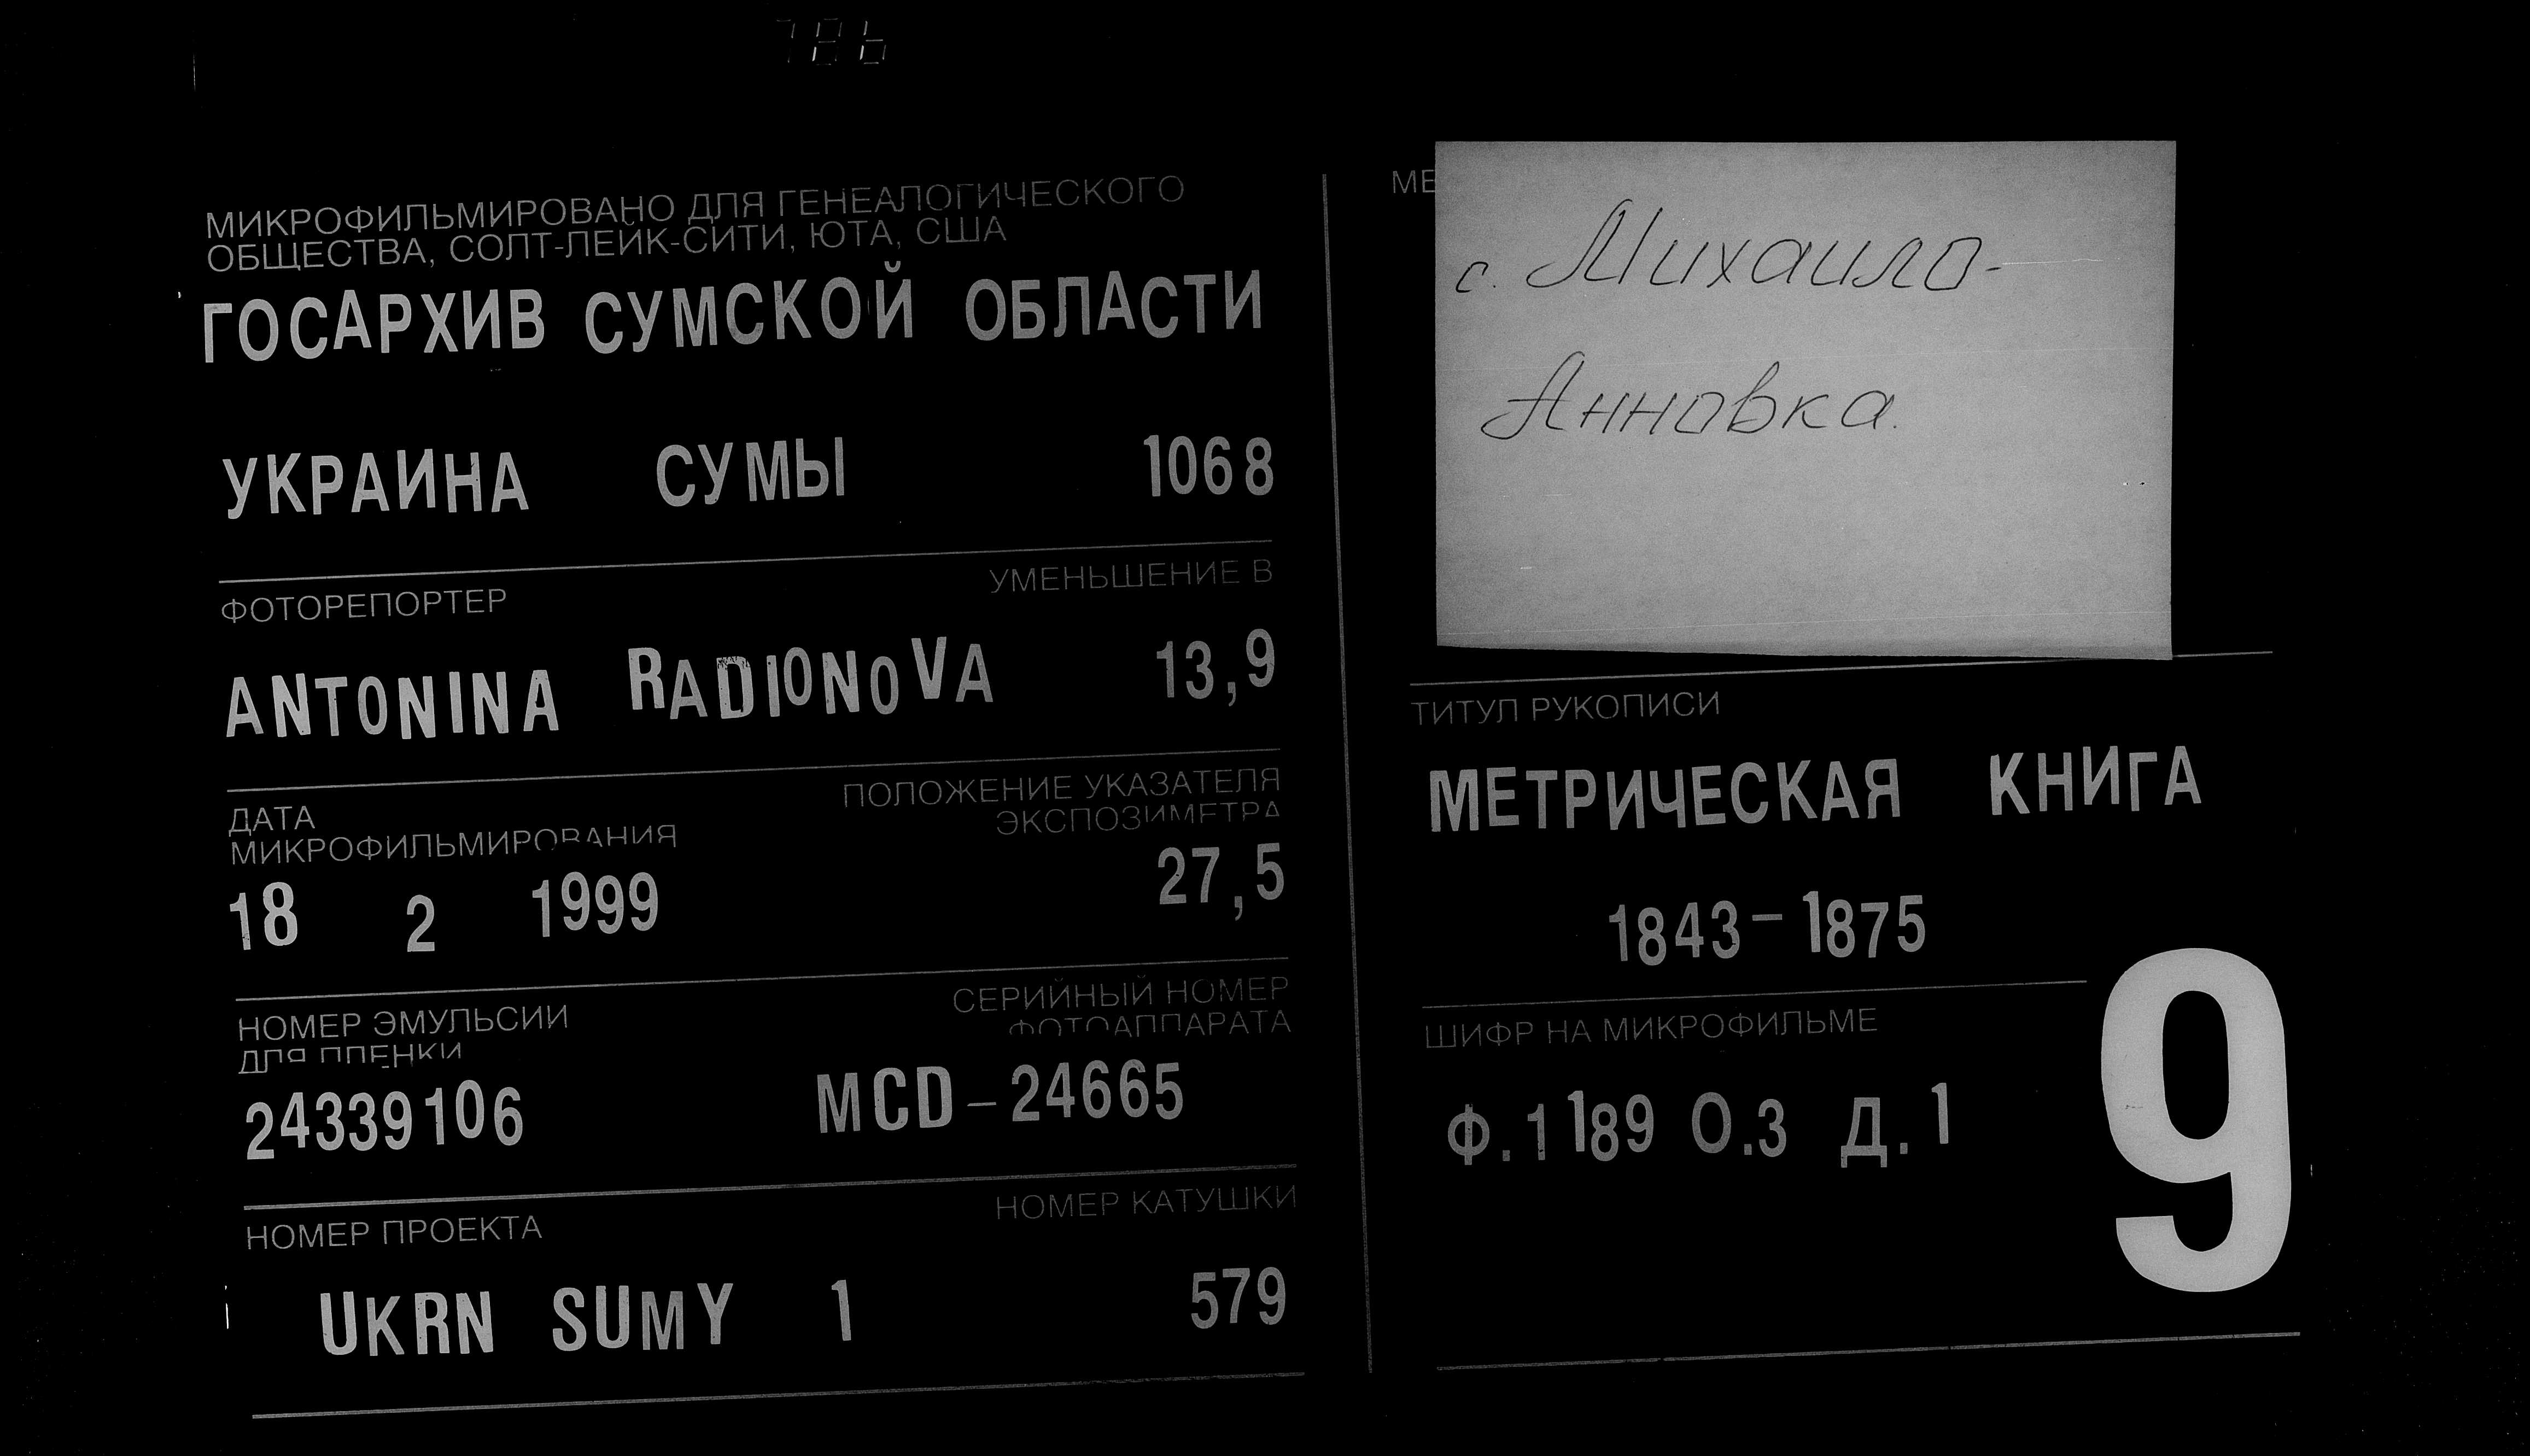 786
МИКРОФИЛЬМИРОВАНО ДЛЯ ГЕНЕАЛОГИЧЕСКОГО
ОБЩЕСТВА, СОЛТ-ЛЕЙК-СИТИ, ЮТА, США
ГОСАРХИВ СУМСКОЙ ОБЛАСТИ
УКРАИНА СУМЫ 1068
ФОТОРЕПОРТЕР
УМЕНЬШЕНИЕ В
ANTONINA RADIONOVA 13,9
ДАТА
МИКРОФИЛЬМИРОВАНИЯ
ПОЛОЖЕНИЕ УКАЗАТЕЛЯ
ЭКСПОЗИМЕТРА
18 2 1999 27,5
НОМЕР ЭМУЛЬСИИ
ДЛЯ ПЛЕНКИ
СЕРИЙНЫЙ НОМЕР
ФОТОАППАРАТА
24339106 MCD-24665
НОМЕР ПРОЕКТА
НОМЕР КАТУШКИ
UKRN SUMY 1 579
МЕ
с. Михаило-
Анновка.
ТИТУЛ РУКОПИСИ
МЕТРИЧЕСКАЯ КНИГА
1843-1875
ШИФР НА МИКРОФИЛЬМЕ
Ф.1189 О.3 Д.1
9